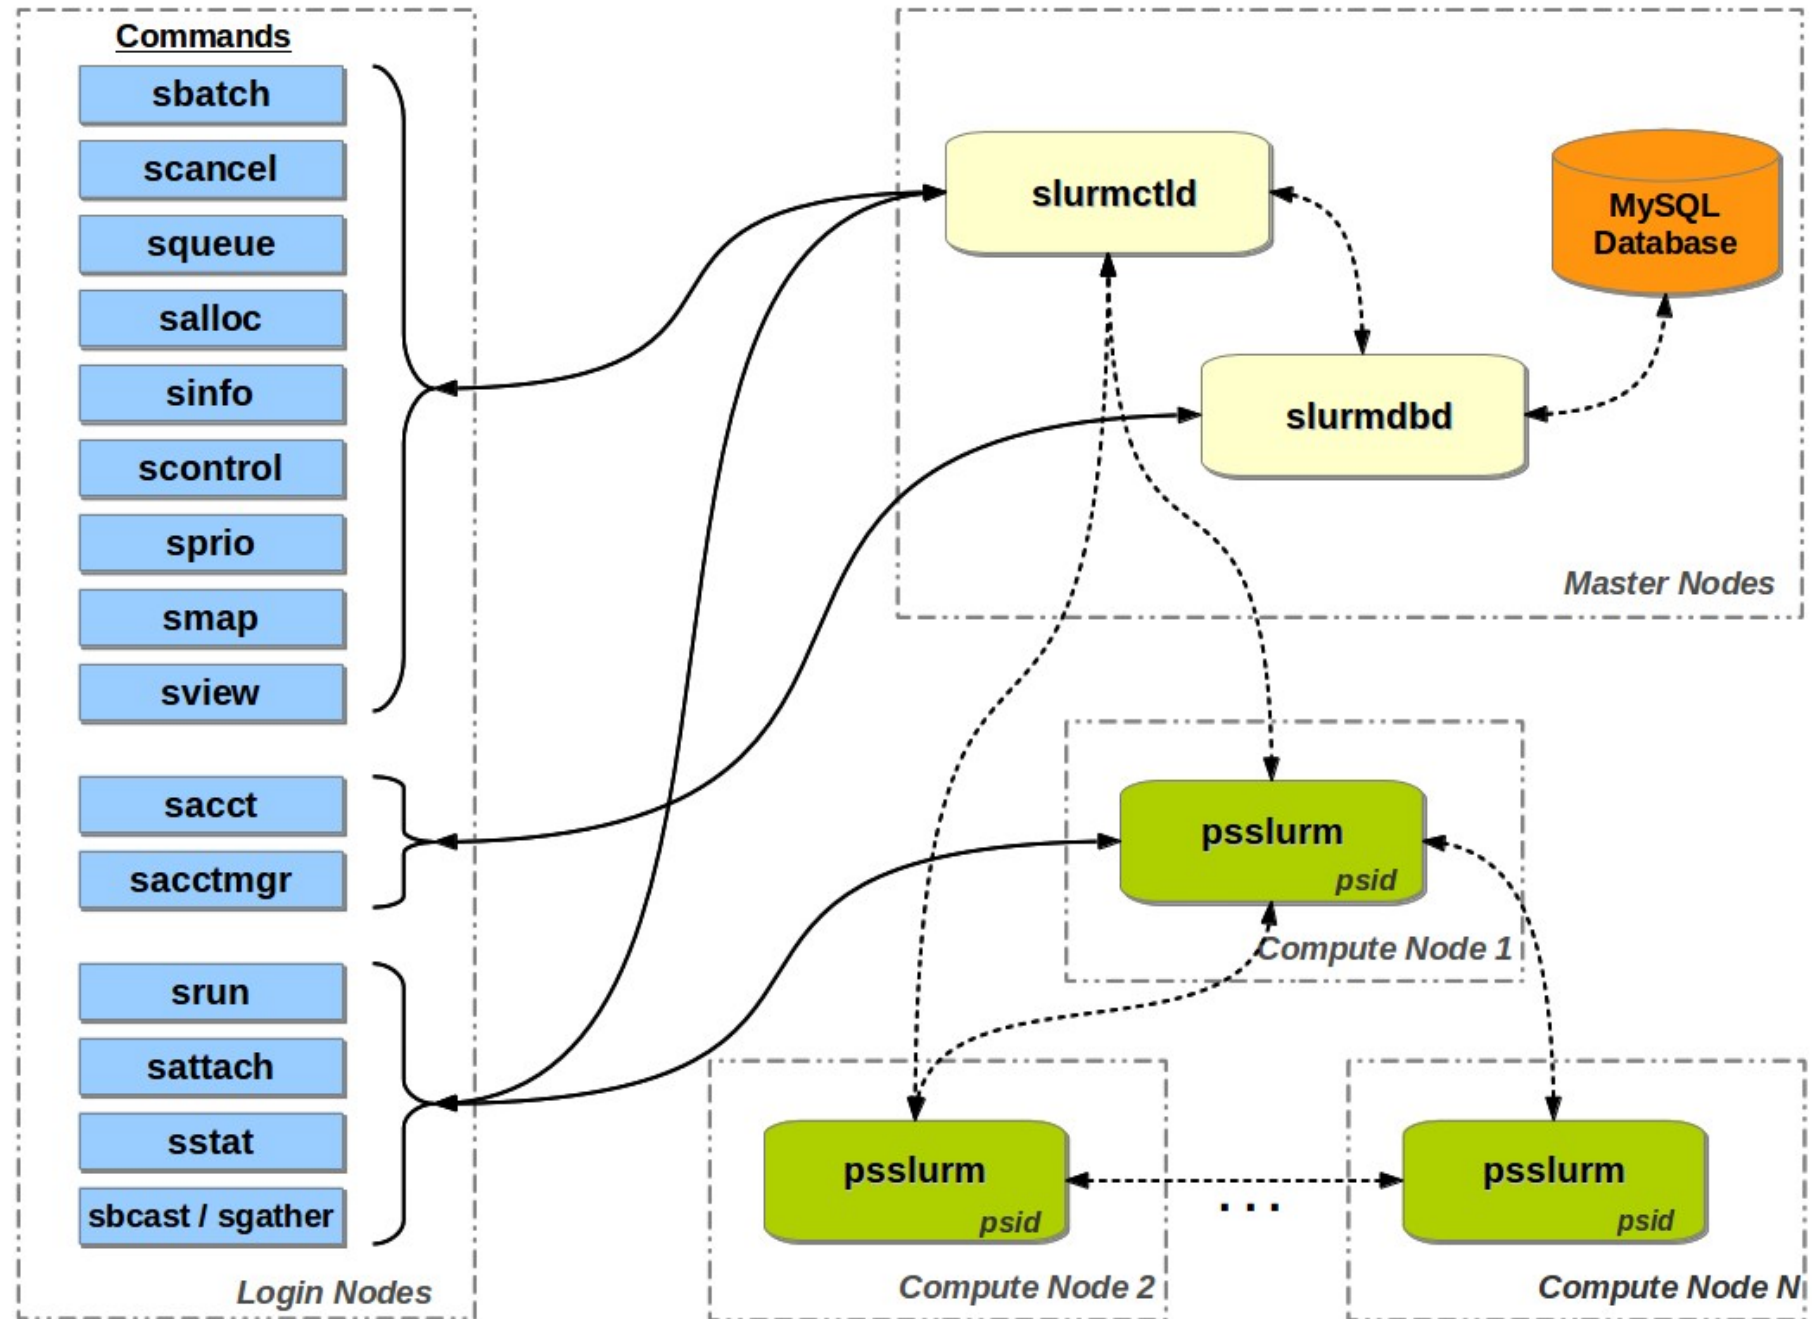 Commands
sbatch
scancel
squeue
salloc
sinfo
scontrol
sprio
smap
sview
sacct
sacctmgr
srun
sattach
sstat
sbcast / sgather
Login Nodes
slurmctld
MySQL
Database
slurmdbd
Master Nodes
psslurm
psid
Compute Node 1
psslurm
psid
Compute Node 2
. . .
psslurm
psid
Compute Node N